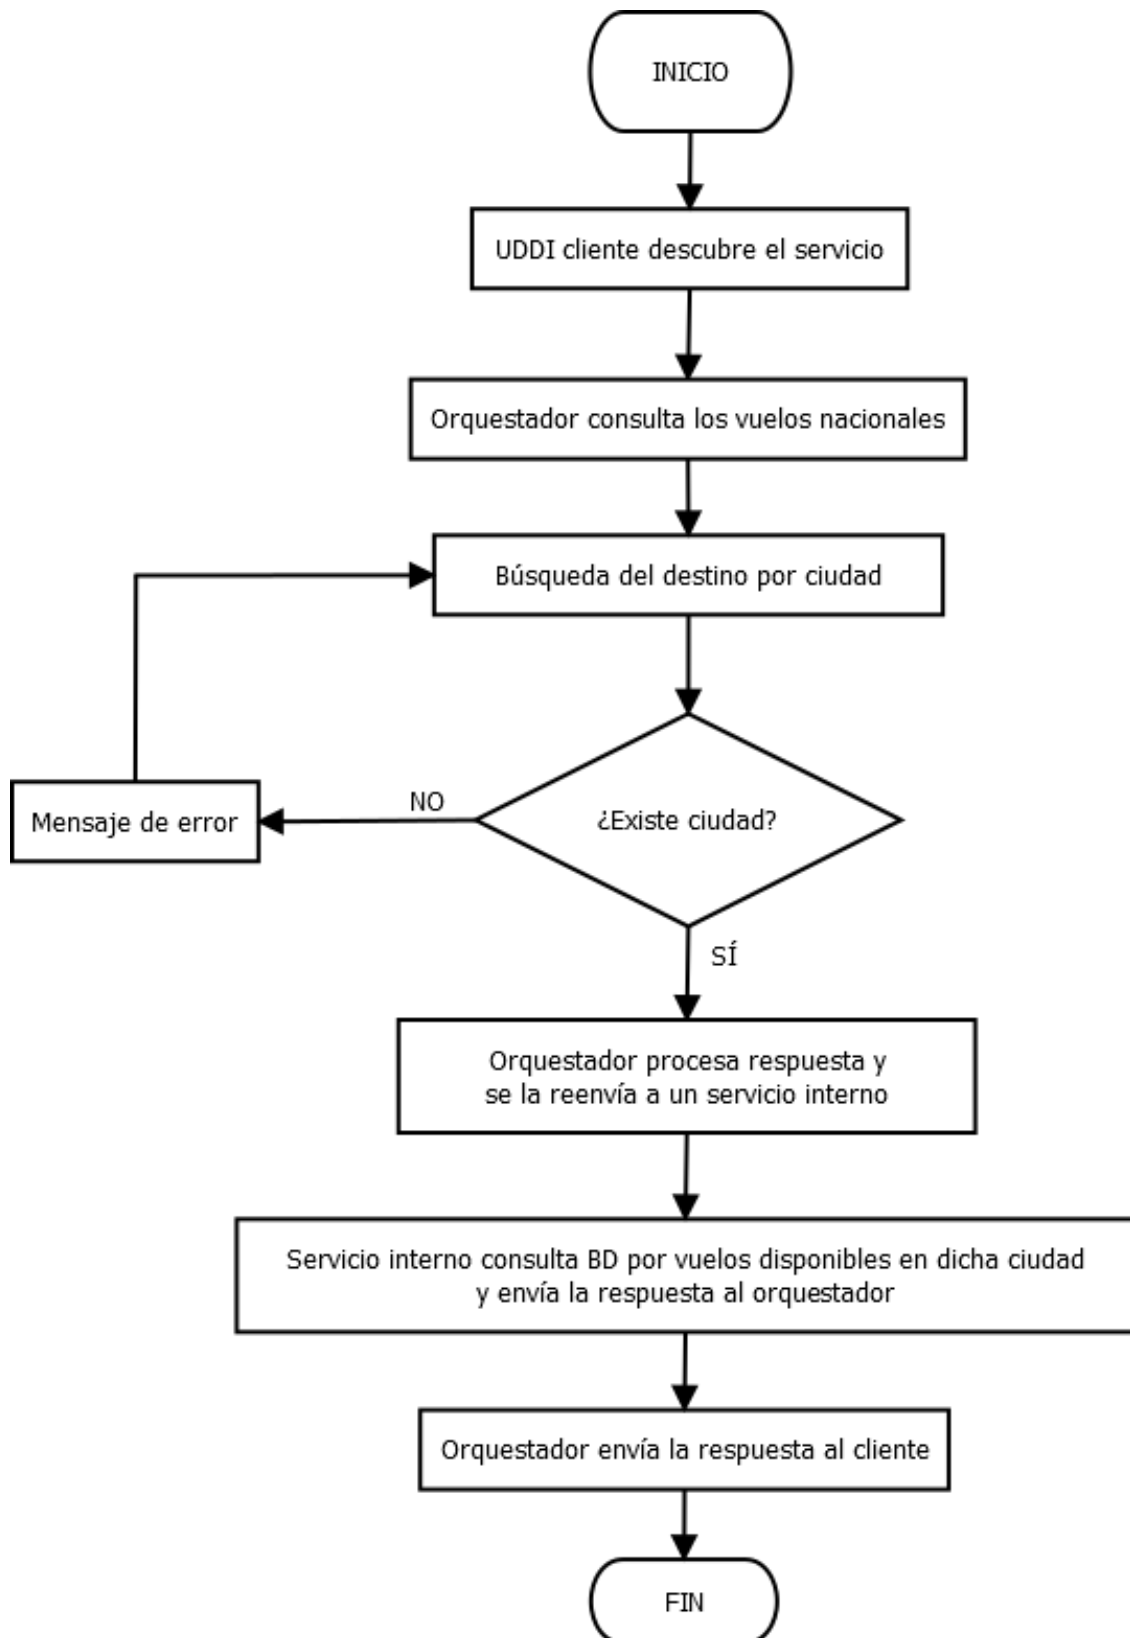 INICIO
UDDI cliente descubre el servicio
Orquestador consulta los vuelos nacionales
Búsqueda del destino por ciudad
NO
¿Existe ciudad?
Mensaje de error
SÍ
Orquestador procesa respuesta y
se la reenvía a un servicio interno
Servicio interno consulta BD por vuelos disponibles en dicha ciudad
y envía la respuesta al orquestador
Orquestador envía la respuesta al cliente
FIN